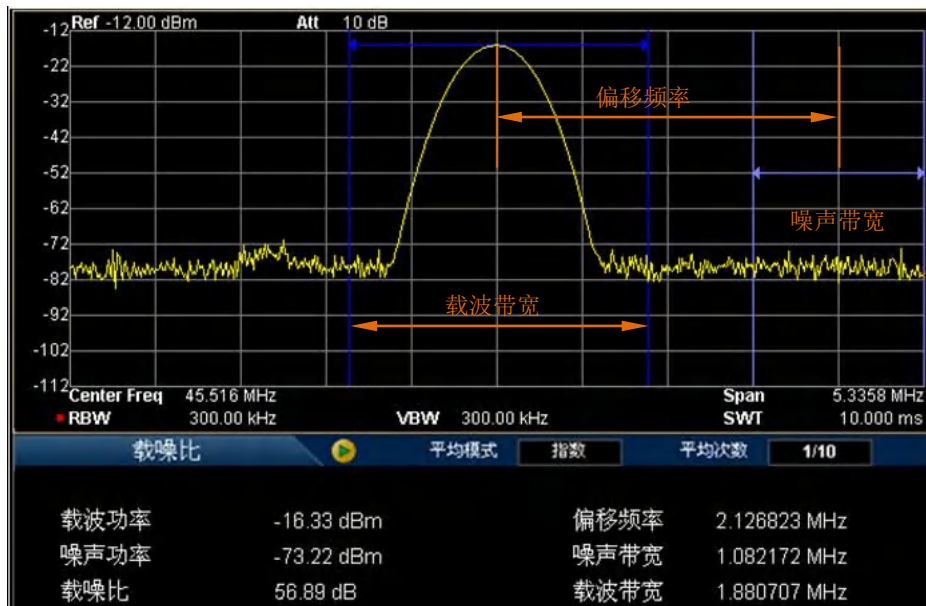 Ref -12.00 dBm Att 10 dB
-12
-22
-32
偏移频率
-42
-52
-62
噪声带宽
-72
-82
载波带宽
-92
-102
-112
Center Freq 45.516 MHz Span 5.3358 MHz
RBW 300.00 kHz VBW 300.00 kHz SWT 10.000 ms
载噪比 平均模式 指数 平均次数 1/10
载波功率 -16.33 dBm 偏移频率 2.126823 MHz
噪声功率 -73.22 dBm 噪声带宽 1.082172 MHz
载噪比 56.89 dB 载波带宽 1.880707 MHz